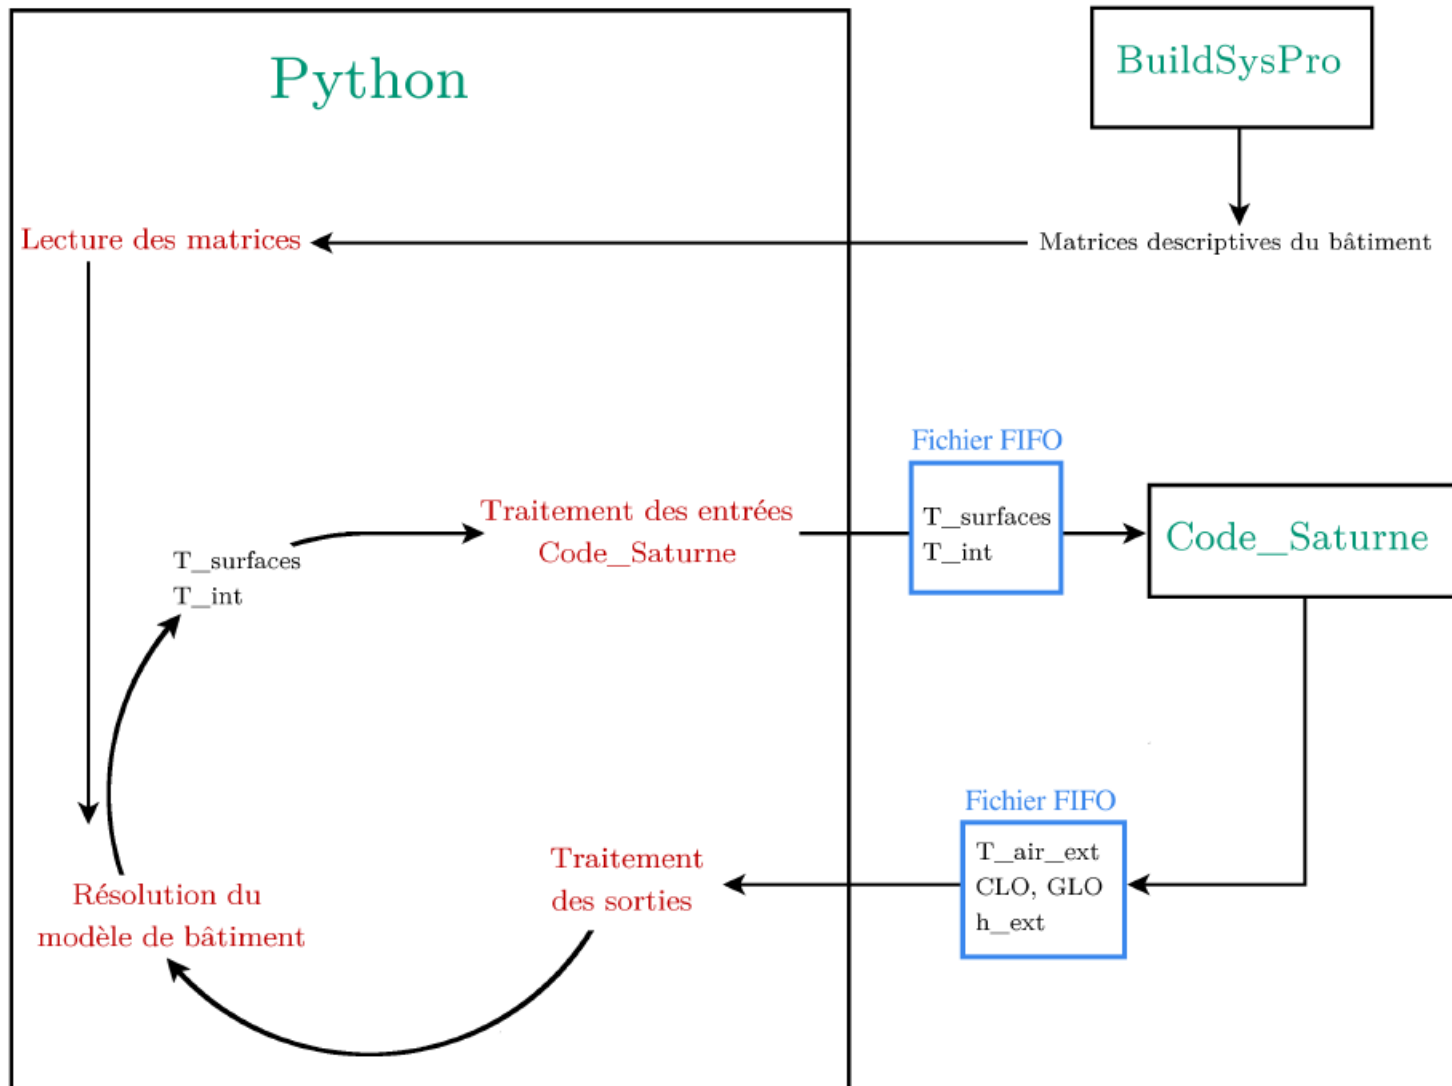 Python
BuildSysPro
Lecture des matrices
Matrices descriptives du bâtiment
Fichier FIFO
Traitement des entrées
Code_Saturne
T_surfaces
T_int
Code_Saturne
T_surfaces
T_int
Fichier FIFO
T_air_ext
CLO, GLO
h_ext
Traitement
des sorties
Résolution du
modèle de bâtiment